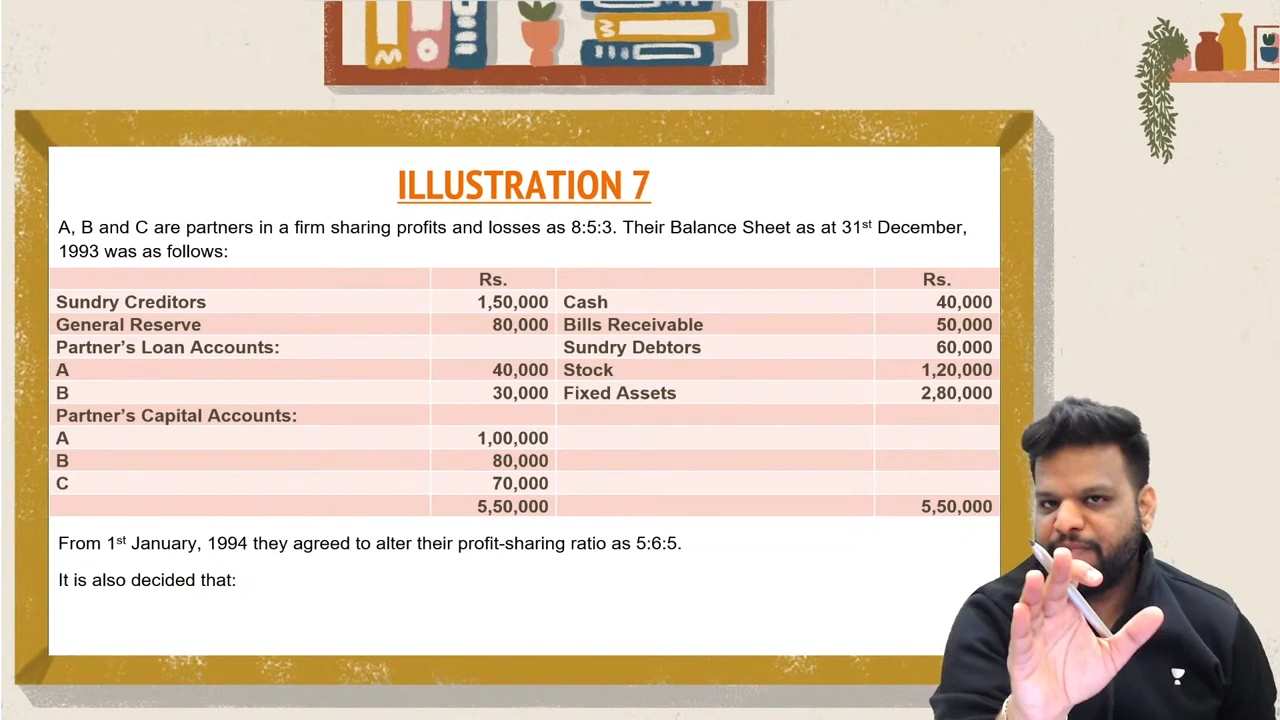 ILLUSTRATION 7
A, B and C are partners in a firm sharing profits and losses as 8:5:3. Their Balance Sheet as at 31st December,
1993 was as follows:
Rs. Rs.
Sundry Creditors 1,50,000 Cash 40,000
General Reserve 80,000 Bills Receivable 50,000
Partner’s Loan Accounts: Sundry Debtors 60,000
A 40,000 Stock 1,20,000
B 30,000 Fixed Assets 2,80,000
Partner’s Capital Accounts:
A 1,00,000
B 80,000
C 70,000
5,50,000 5,50,000
From 1st January, 1994 they agreed to alter their profit-sharing ratio as 5:6:5.
It is also decided that: